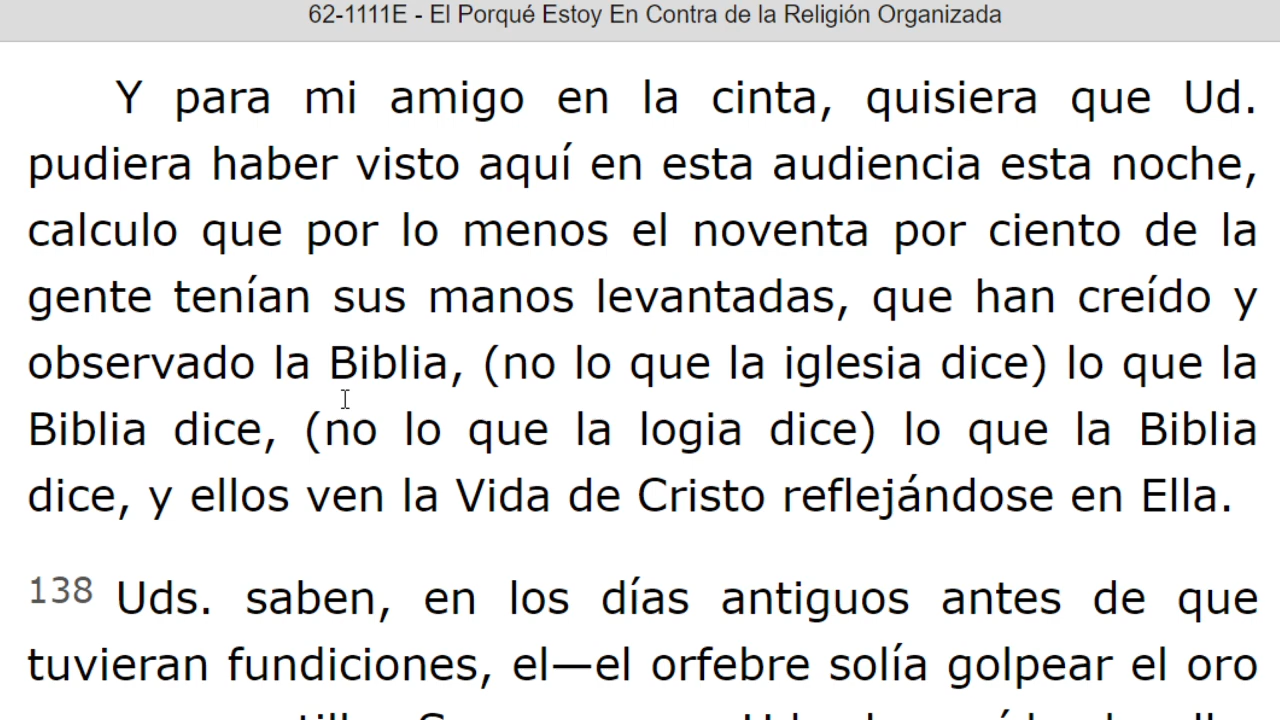 62-1111E - El Porqué Estoy En Contra de la Religión Organizada
Y para mi amigo en la cinta, quisiera que Ud.
pudiera haber visto aquí en esta audiencia esta noche,
calculo que por lo menos el noventa por ciento de la
gente tenían sus manos levantadas, que han creído y
observado la Biblia, (no lo que la iglesia dice) lo que la
Biblia dice, (no lo que la logia dice) lo que la Biblia
dice, y ellos ven la Vida de Cristo reflejándose en Ella.
138 Uds. saben, en los días antiguos antes de que
tuvieran fundiciones, el—el orfebre solía golpear el oro